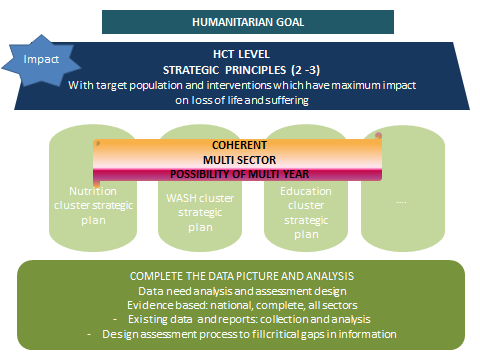 HUMANITARIAN GOAL
Impact
HCT LEVEL
STRATEGIC PRINCIPLES (2 -3)
With target population and interventions which have maximum impact
on loss of life and suffering
COHERENT
MULTI SECTOR
POSSIBILITY OF MULTI YEAR
Nutrition
cluster strategic
plan
WASH cluster
strategic
plan
Education
cluster
strategic
plan
....
COMPLETE THE DATA PICTURE AND ANALYSIS
Data need analysis and assessment design
Evidence based: national, complete, all sectors
- Existing data and reports: collection and analysis
- Design assessment process to fill critical gaps in information